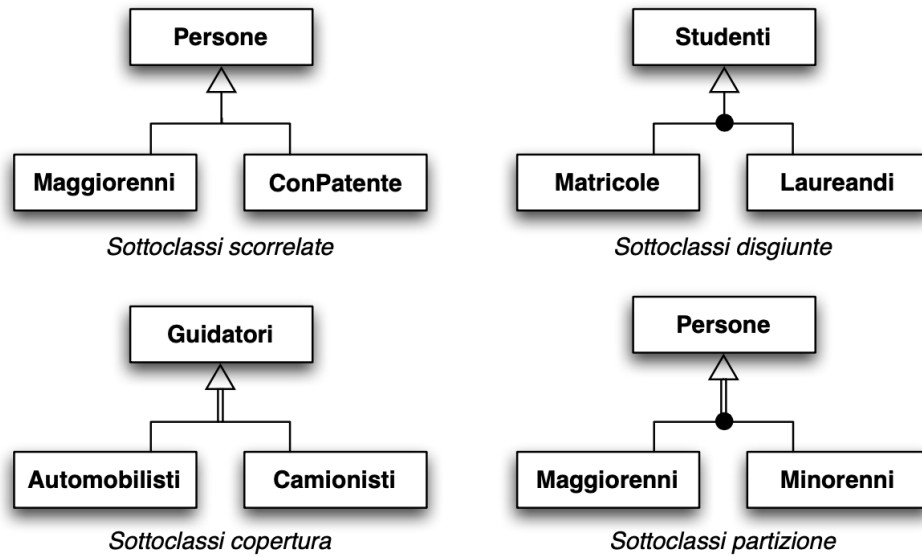 Persone
Maggiorenni
ConPatente
Sottoclassi scorrelate
Studenti
Matricole
Laureandi
Sottoclassi disgiunte
Guidatori
Automobilisti
Camionisti
Sottoclassi copertura
Persone
Maggiorenni
Minorenni
Sottoclassi partizione